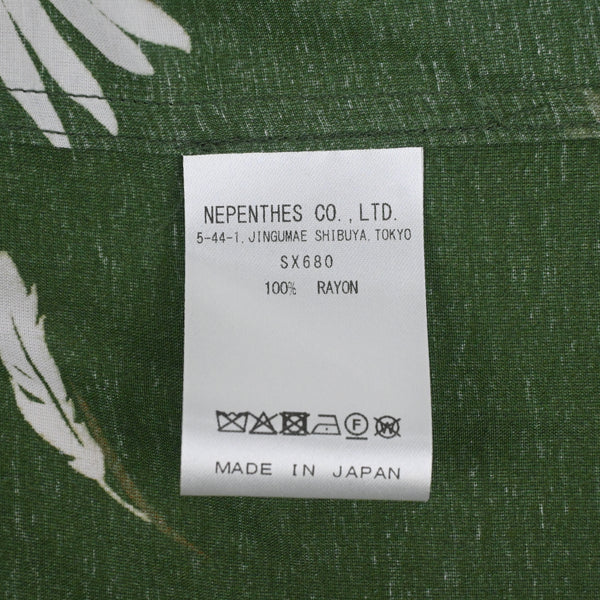 NEPENTHES CO.,LTD.
5-44-1, JINGUMAE SHIBUYA, TOKYO
SX680
100% RAYON
F W
MADE IN JAPAN